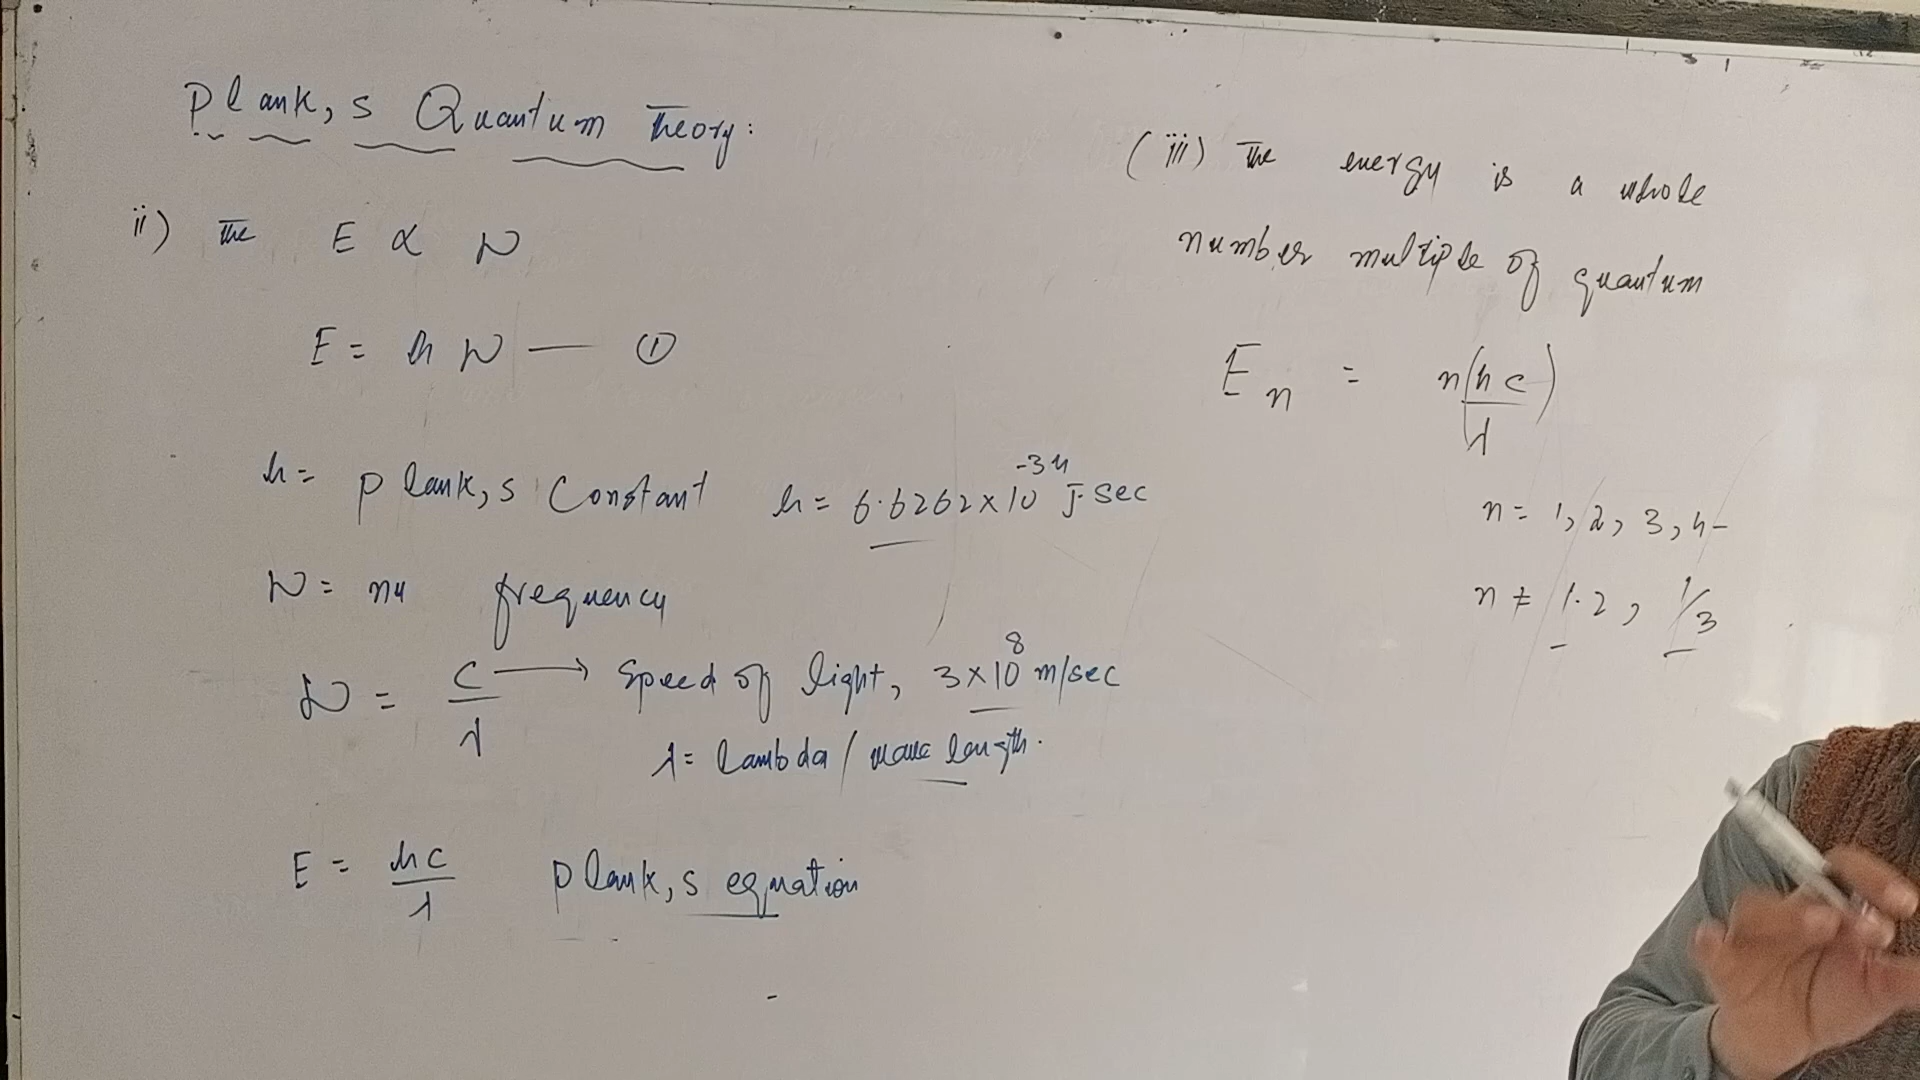 Plank,s Quantum Theory:
ii) The E ∝ ν
E = hν — ①
h = Plank,s Constant h = 6.6262 × 10⁻³⁴ J.sec
ν = nu frequency
ν = c/λ → Speed of light, 3×10⁸ m/sec
λ = lambda / wave length.
E = hc/λ Plank,s equation
(iii) The energy is a whole
number multiple of quantum
Eₙ = n(hc/λ)
n = 1, 2, 3, 4-
n ≠ 1.2, 1/3